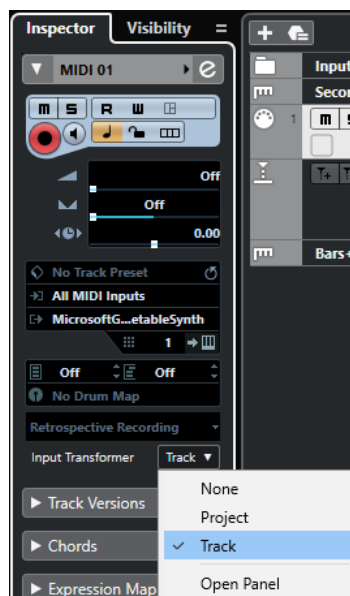 Inspector Visibility
MIDI 01
m S R W
Off
Off
0.00
No Track Preset
All MIDI Inputs
MicrosoftG...etableSynth
1
Off Off
No Drum Map
Retrospective Recording
Input Transformer Track
Track Versions
Chords
Expression Map
None
Project
Track
Open Panel
Input
Secon
1 m
Bars+